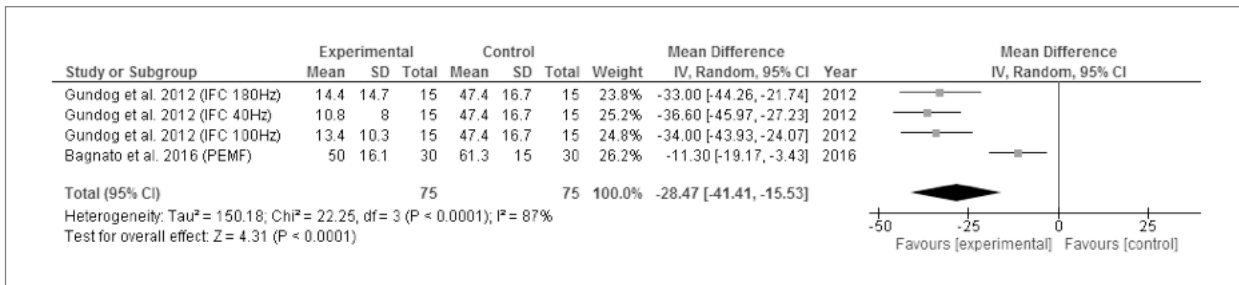 Experimental Control Mean Difference Mean Difference
Study or Subgroup Mean SD Total Mean SD Total Weight IV, Random, 95% CI Year IV, Random, 95% CI
Gundog et al. 2012 (IFC 180Hz) 14.4 14.7 15 47.4 16.7 15 23.8% -33.00 [-44.26, -21.74] 2012
Gundog et al. 2012 (IFC 40Hz) 10.8 8 15 47.4 16.7 15 25.2% -36.60 [-45.97, -27.23] 2012
Gundog et al. 2012 (IFC 100Hz) 13.4 10.3 15 47.4 16.7 15 24.8% -34.00 [-43.93, -24.07] 2012
Bagnato et al. 2016 (PEMF) 50 16.1 30 61.3 15 30 26.2% -11.30 [-19.17, -3.43] 2016
Total (95% CI) 75 75 100.0% -28.47 [-41.41, -15.53]
Heterogeneity: Tau² = 150.18; Chi² = 22.25, df = 3 (P < 0.0001); I² = 87%
Test for overall effect: Z = 4.31 (P < 0.0001)
-50 -25 0 25
Favours [experimental] Favours [control]